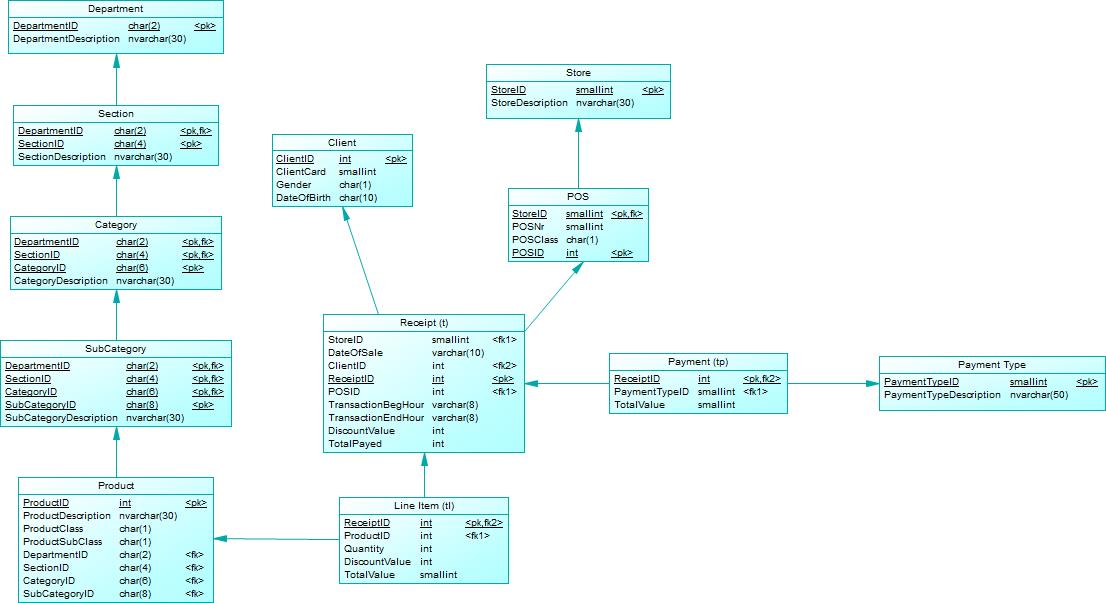 Department
DepartmentID char(2) <pk>
DepartmentDescription nvarchar(30)
Section
DepartmentID char(2) <pk,fk>
SectionID char(4) <pk>
SectionDescription nvarchar(30)
Category
DepartmentID char(2) <pk,fk>
SectionID char(4) <pk,fk>
CategoryID char(6) <pk>
CategoryDescription nvarchar(30)
SubCategory
DepartmentID char(2) <pk,fk>
SectionID char(4) <pk,fk>
CategoryID char(6) <pk,fk>
SubCategoryID char(8) <pk>
SubCategoryDescription nvarchar(30)
Product
ProductID int <pk>
ProductDescription nvarchar(30)
ProductClass char(1)
ProductSubClass char(1)
DepartmentID char(2) <fk>
SectionID char(4) <fk>
CategoryID char(6) <fk>
SubCategoryID char(8) <fk>
Client
ClientID int <pk>
ClientCard smallint
Gender char(1)
DateOfBirth char(10)
Store
StoreID smallint <pk>
StoreDescription nvarchar(30)
POS
StoreID smallint <pk,fk>
POSNr smallint
POSClass char(1)
POSID int <pk>
Receipt (t)
StoreID smallint <fk1>
DateOfSale varchar(10)
ClientID int <fk2>
ReceiptID int <pk>
POSID int <fk1>
TransactionBegHour varchar(8)
TransactionEndHour varchar(8)
DiscountValue int
TotalPayed int
Line Item (tl)
ReceiptID int <pk,fk2>
ProductID int <fk1>
Quantity int
DiscountValue int
TotalValue smallint
Payment (tp)
ReceiptID int <pk,fk2>
PaymentTypeID smallint <fk1>
TotalValue smallint
Payment Type
PaymentTypeID smallint <pk>
PaymentTypeDescription nvarchar(50)